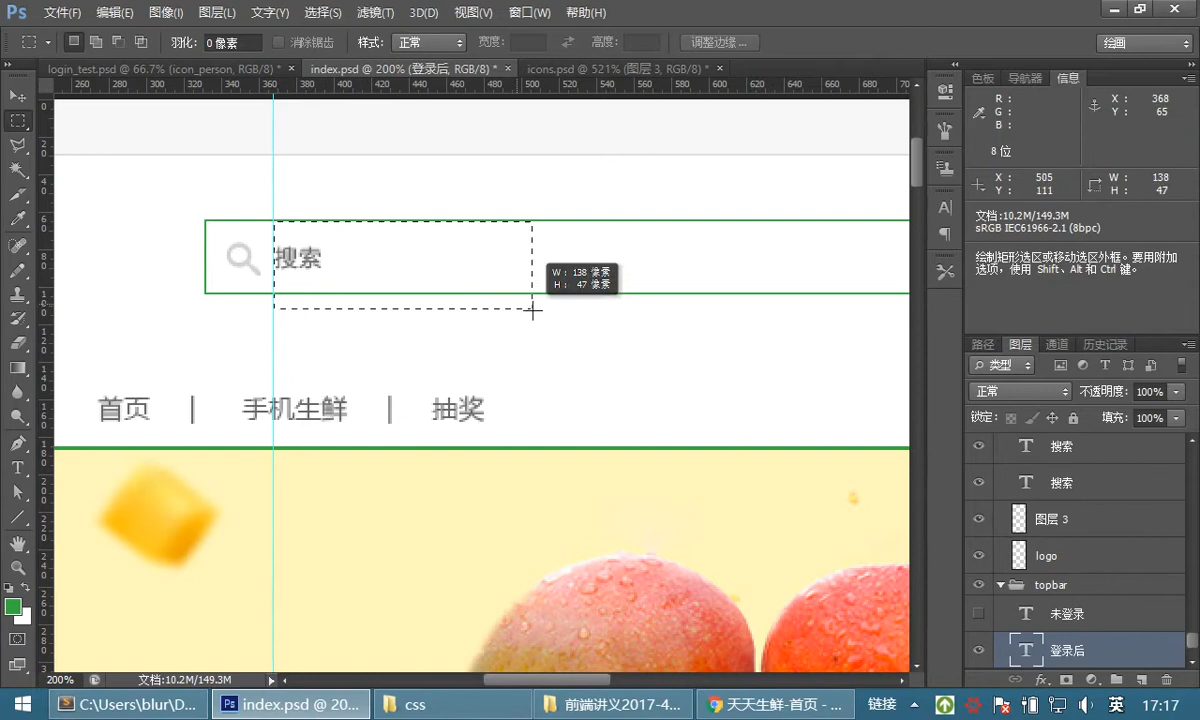 Ps 文件(F) 编辑(E) 图像(I) 图层(L) 文字(Y) 选择(S) 滤镜(T) 3D(D) 视图(V) 窗口(W) 帮助(H)
羽化: 0 像素 消除锯齿 样式: 正常 宽度: 高度: 调整边缘... 绘画
login_test.psd @ 66.7% (icon_person, RGB/8) * × index.psd @ 200% (登录后, RGB/8) * × icons.psd @ 521% (图层 3, RGB/8) * ×
色板 导航器 信息
260 280 300 320 340 360 380 400 420 440 460 480 500 520 540 560 580 600 620 640 660 680 70
R: X: 368
G: Y: 65
B:
8 位
X: 505 W: 138
Y: 111 H: 47
文档:10.2M/149.3M
sRGB IEC61966-2.1 (8bpc)
绘制矩形选区或移动选区外框。要用附加
选项，使用 Shift、Alt 和 Ctrl 键。
搜索
W: 138 像素
H: 47 像素
首页 | 手机生鲜 | 抽奖
路径 图层 通道 历史记录
类型
正常 不透明度: 100%
锁定: 填充: 100%
T 搜索
T 搜索
图层 3
logo
topbar
T 未登录
T 登录后
200% 文档:10.2M/149.3M
C:\Users\blur\D... Ps index.psd @ 20... css 前端讲义2017-4... 天天生鲜-首页 - ... 链接 英 17:17